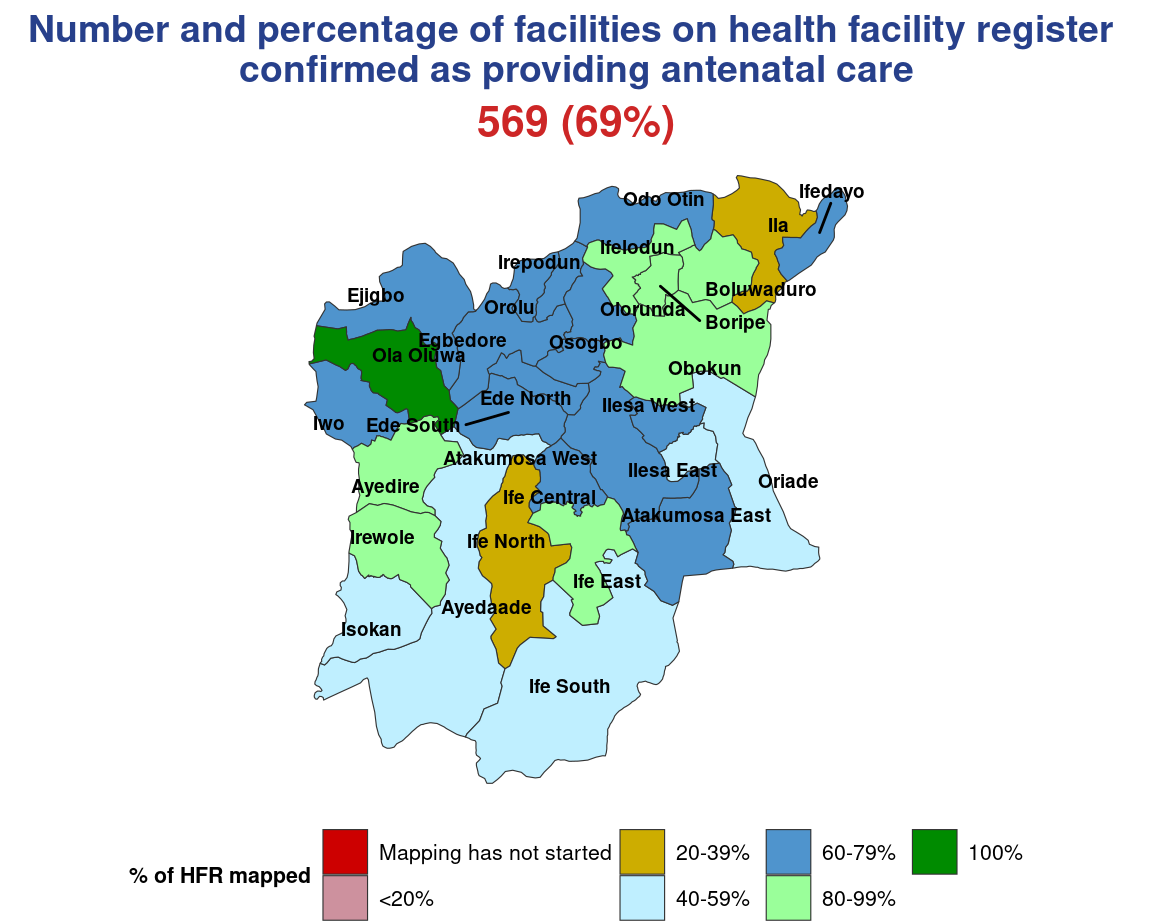 Number and percentage of facilities on health facility register
confirmed as providing antenatal care
569 (69%)
Ifedayo
Odo Otin
Ila
Ifelodun
Irepodun
Boluwaduro
Ejigbo
Orolu
Olorunda
Boripe
Egbedore
Osogbo
Ola Oluwa
Obokun
Ede North
Ilesa West
Iwo
Ede South
Atakumosa West
Ilesa East
Oriade
Ayedire
Ife Central
Atakumosa East
Irewole
Ife North
Ife East
Ayedaade
Isokan
Ife South
% of HFR mapped
Mapping has not started
<20%
20-39%
40-59%
60-79%
80-99%
100%